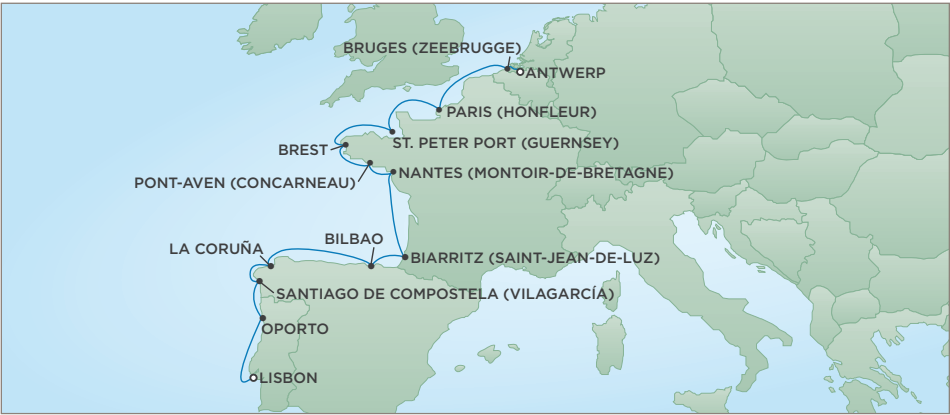 BRUGES (ZEEBRUGGE)
ANTWERP
PARIS (HONFLEUR)
ST. PETER PORT (GUERNSEY)
BREST
NANTES (MONTOIR-DE-BRETAGNE)
PONT-AVEN (CONCARNEAU)
BILBAO
LA CORUÑA
BIARRITZ (SAINT-JEAN-DE-LUZ)
SANTIAGO DE COMPOSTELA (VILAGARCÍA)
OPORTO
LISBON